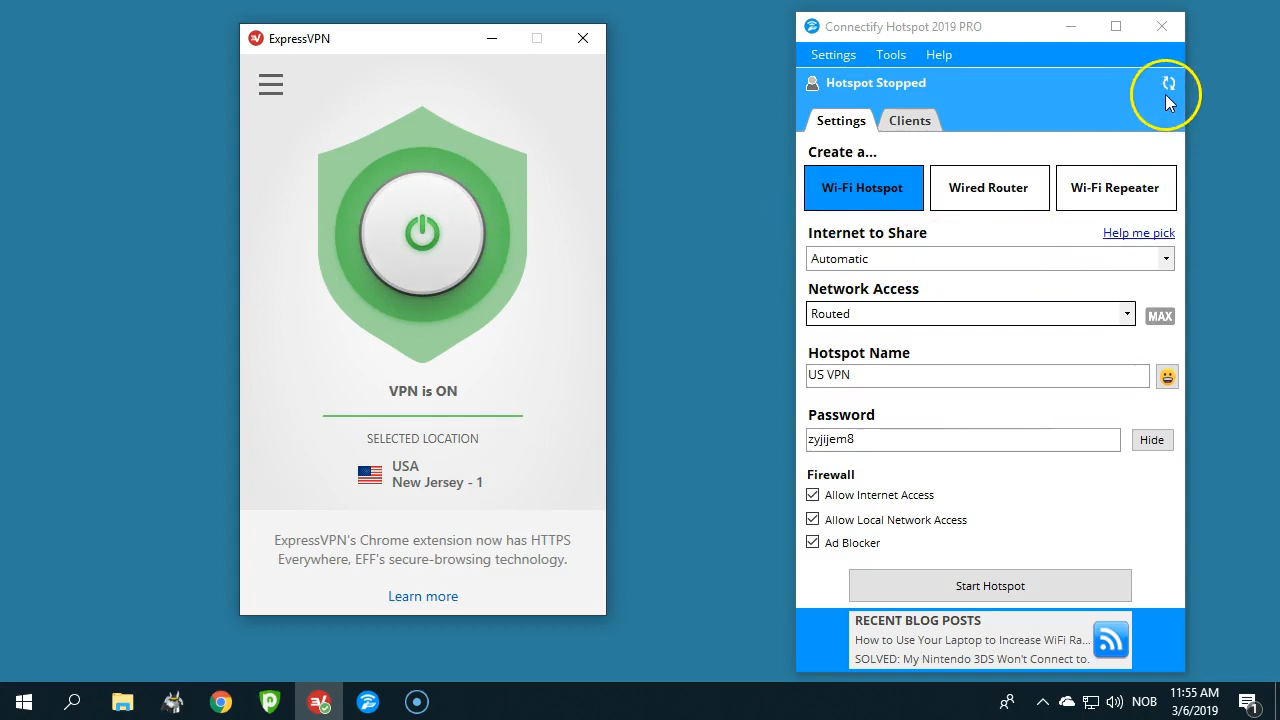 ExpressVPN
VPN is ON
SELECTED LOCATION
USA
New Jersey - 1
ExpressVPN's Chrome extension now has HTTPS
Everywhere, EFF's secure-browsing technology.
Learn more
Connectify Hotspot 2019 PRO
Settings Tools Help
Hotspot Stopped
Settings Clients
Create a...
Wi-Fi Hotspot Wired Router Wi-Fi Repeater
Internet to Share Help me pick
Automatic
Network Access
Routed MAX
Hotspot Name
US VPN
Password
zyjijem8 Hide
Firewall
Allow Internet Access
Allow Local Network Access
Ad Blocker
Start Hotspot
RECENT BLOG POSTS
How to Use Your Laptop to Increase WiFi Ra...
SOLVED: My Nintendo 3DS Won't Connect to.
NOB
11:55 AM
3/6/2019
1